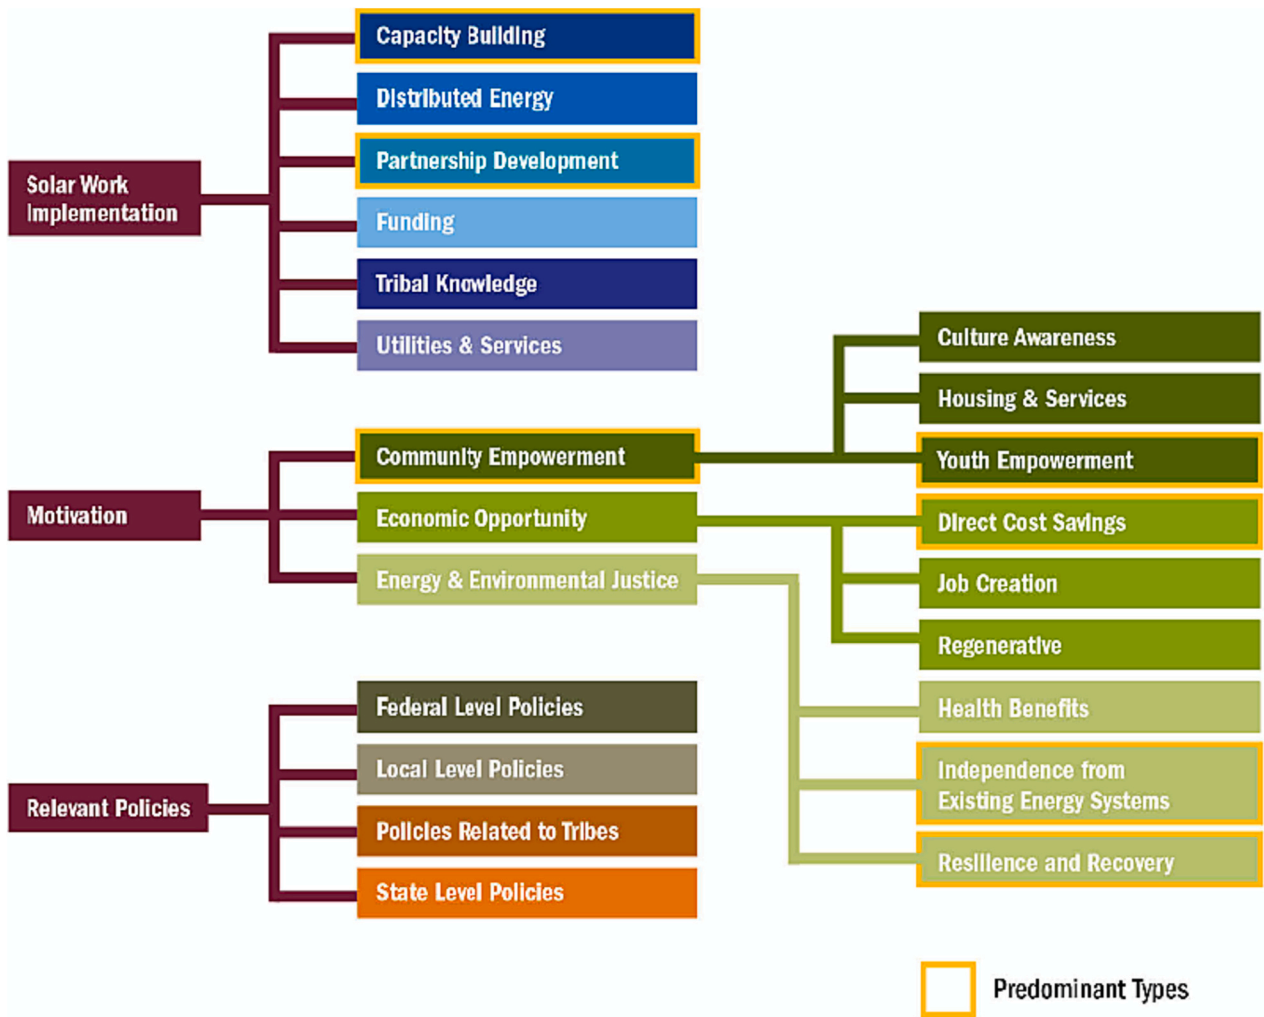 Capacity Building
Distributed Energy
Partnership Development
Funding
Tribal Knowledge
Utilities & Services
Solar Work
Implementation
Culture Awareness
Housing & Services
Youth Empowerment
Direct Cost Savings
Job Creation
Regenerative
Health Benefits
Independence from
Existing Energy Systems
Resilience and Recovery
Community Empowerment
Economic Opportunity
Energy & Environmental Justice
Motivation
Federal Level Policies
Local Level Policies
Policies Related to Tribes
State Level Policies
Relevant Policies
Predominant Types